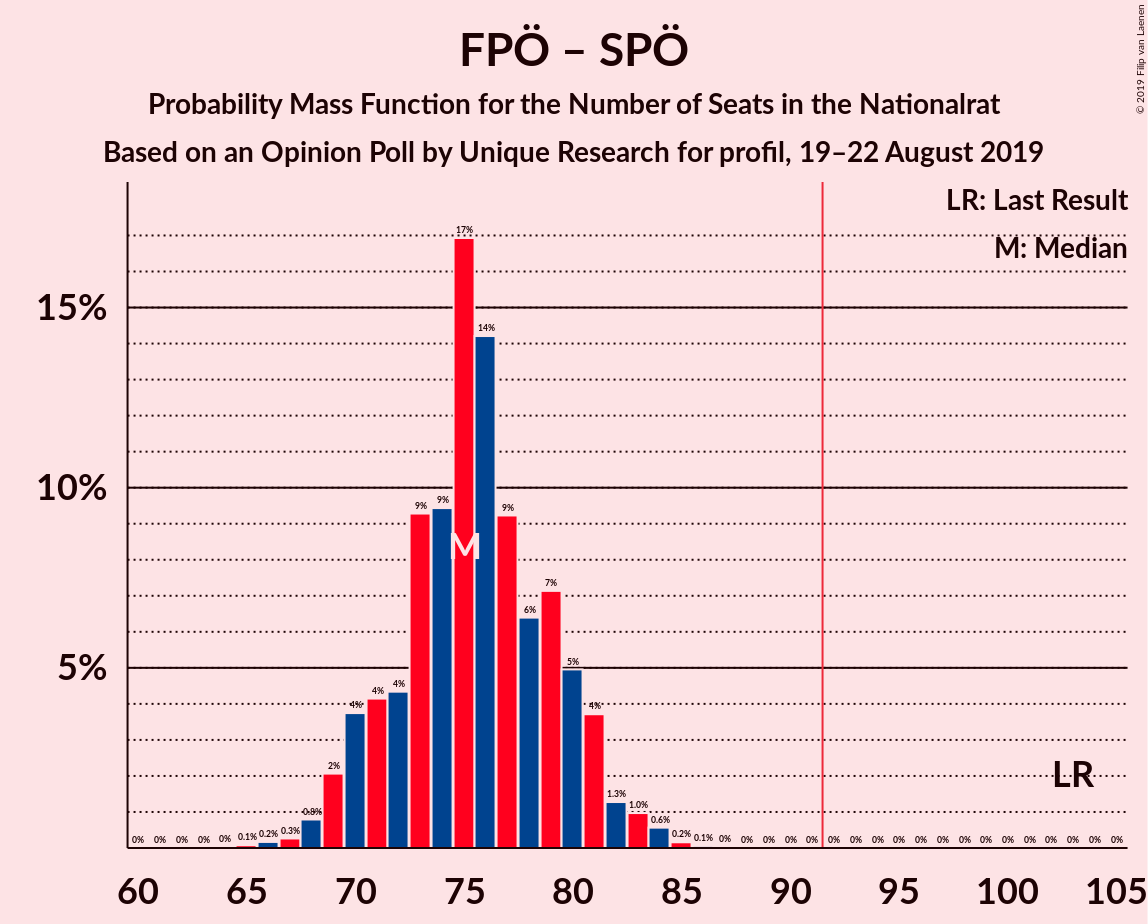 FPÖ – SPÖ
Probability Mass Function for the Number of Seats in the Nationalrat
Based on an Opinion Poll by Unique Research for profil, 19–22 August 2019
© 2019 Filip van Laenen
LR: Last Result
M: Median
15%
10%
5%
0% 0% 0% 0% 0% 0.1% 0.2% 0.3% 0.8% 2% 4% 4% 4% 9% 9% 17% 14% 9% 6% 7% 5% 4% 1.3% 1.0% 0.6% 0.2% 0.1% 0% 0% 0% 0% 0% 0% 0% 0% 0% 0% 0% 0% 0% 0% 0% 0% 0% 0% 0%
M
LR
60 65 70 75 80 85 90 95 100 105